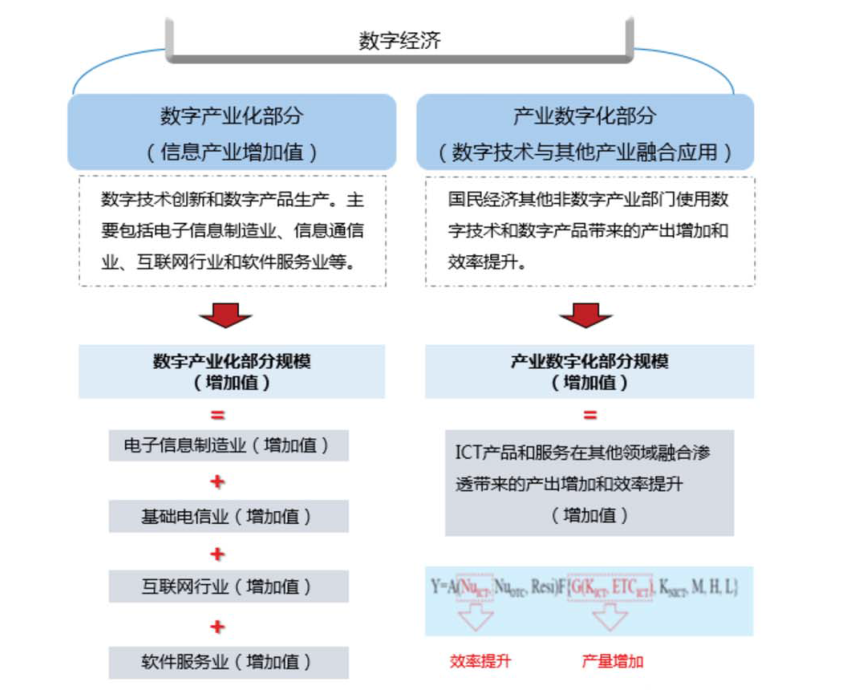 数字经济
数字产业化部分
（信息产业增加值）
数字技术创新和数字产品生产。主
要包括电子信息制造业、信息通信
业、互联网行业和软件服务业等。
数字产业化部分规模
（增加值）
=
电子信息制造业（增加值）
+
基础电信业（增加值）
+
互联网行业（增加值）
+
软件服务业（增加值）
产业数字化部分
（数字技术与其他产业融合应用）
国民经济其他非数字产业部门使用数
字技术和数字产品带来的产出增加和
效率提升。
产业数字化部分规模
（增加值）
=
ICT产品和服务在其他领域融合渗
透带来的产出增加和效率提升
（增加值）
Y=A(Nu_ICT, Nu_OTC, Resi)F{G(K_ICT, ETC_ICT), K_NICT, M, H, L}
效率提升
产量增加